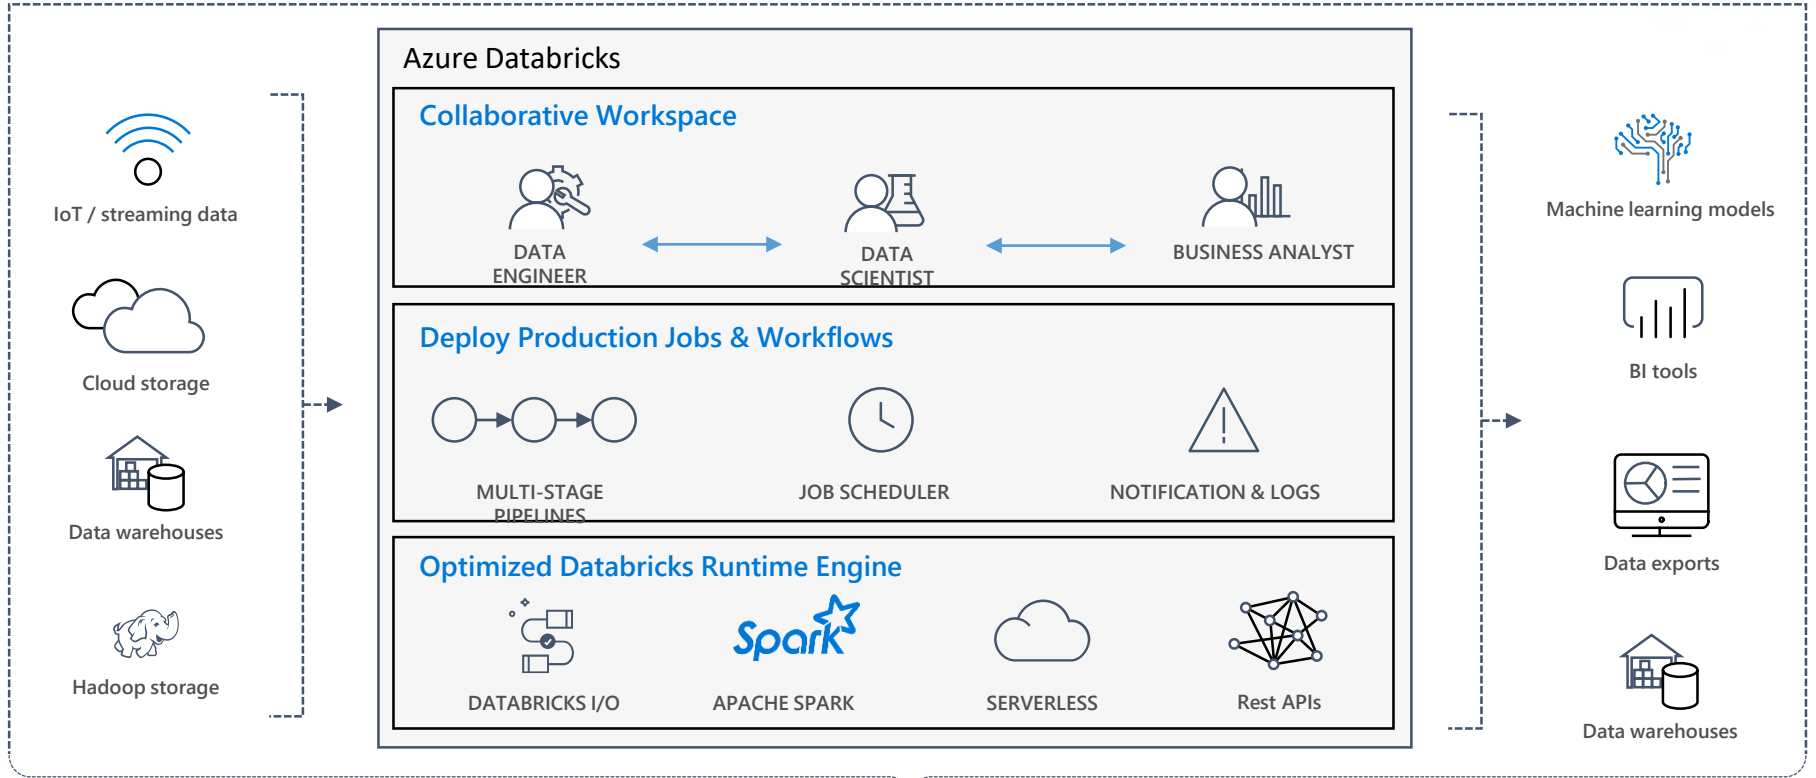 Azure Databricks
IoT / streaming data
Cloud storage
Data warehouses
Hadoop storage
Collaborative Workspace
DATA
ENGINEER
DATA
SCIENTIST
BUSINESS ANALYST
Deploy Production Jobs & Workflows
MULTI-STAGE
PIPELINES
JOB SCHEDULER
NOTIFICATION & LOGS
Optimized Databricks Runtime Engine
Spark
DATABRICKS I/O
APACHE SPARK
SERVERLESS
Rest APIs
Machine learning models
BI tools
Data exports
Data warehouses